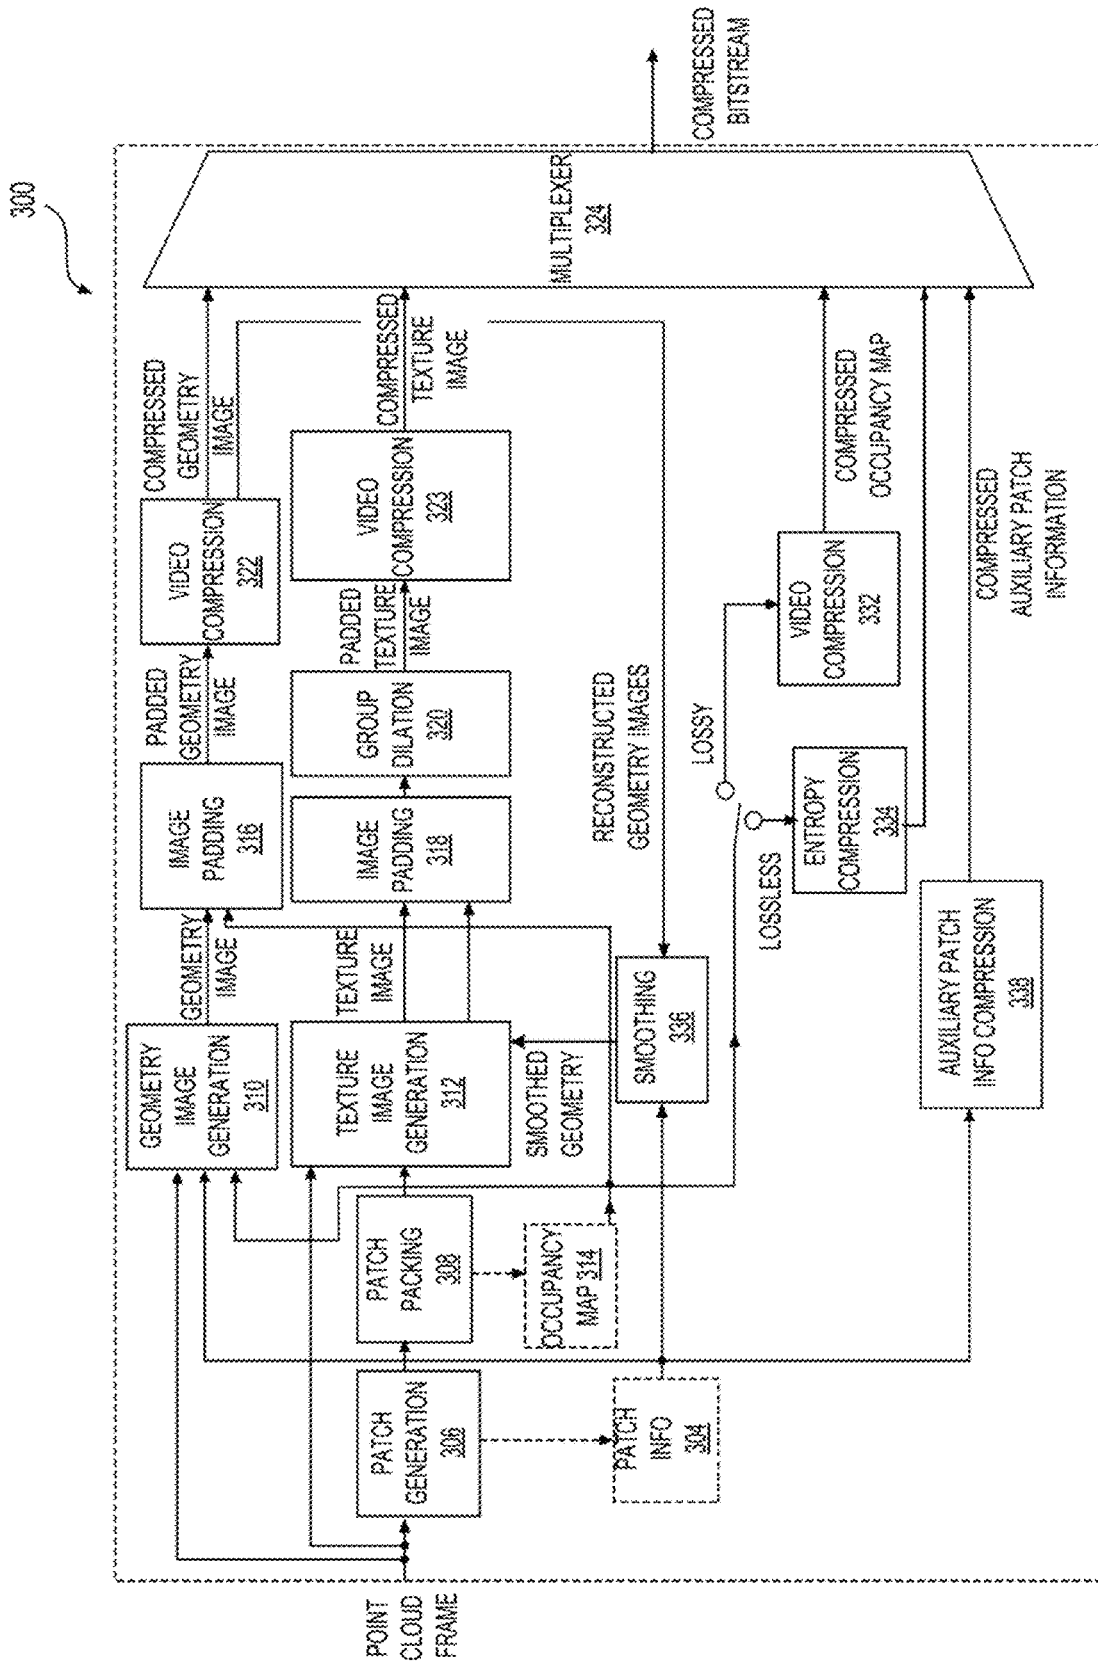 300
POINT
CLOUD
FRAME
PATCH
GENERATION
306
PATCH
INFO
304
PATCH
PACKING
308
OCCUPANCY
MAP 314
GEOMETRY
IMAGE
GENERATION
310
GEOMETRY
IMAGE
IMAGE
PADDING
316
PADDED
GEOMETRY
IMAGE
VIDEO
COMPRESSION
322
COMPRESSED
GEOMETRY
IMAGE
TEXTURE
IMAGE
GENERATION
312
TEXTURE
IMAGE
IMAGE
PADDING
318
GROUP
DILATION
320
PADDED
TEXTURE
IMAGE
VIDEO
COMPRESSION
323
COMPRESSED
TEXTURE
IMAGE
SMOOTHED
GEOMETRY
SMOOTHING
336
RECONSTRUCTED
GEOMETRY IMAGES
LOSSY
LOSSLESS
VIDEO
COMPRESSION
332
COMPRESSED
OCCUPANCY MAP
ENTROPY
COMPRESSION
334
AUXILIARY PATCH
INFO COMPRESSION
338
COMPRESSED
AUXILIARY PATCH
INFORMATION
MULTIPLEXER
324
COMPRESSED
BITSTREAM